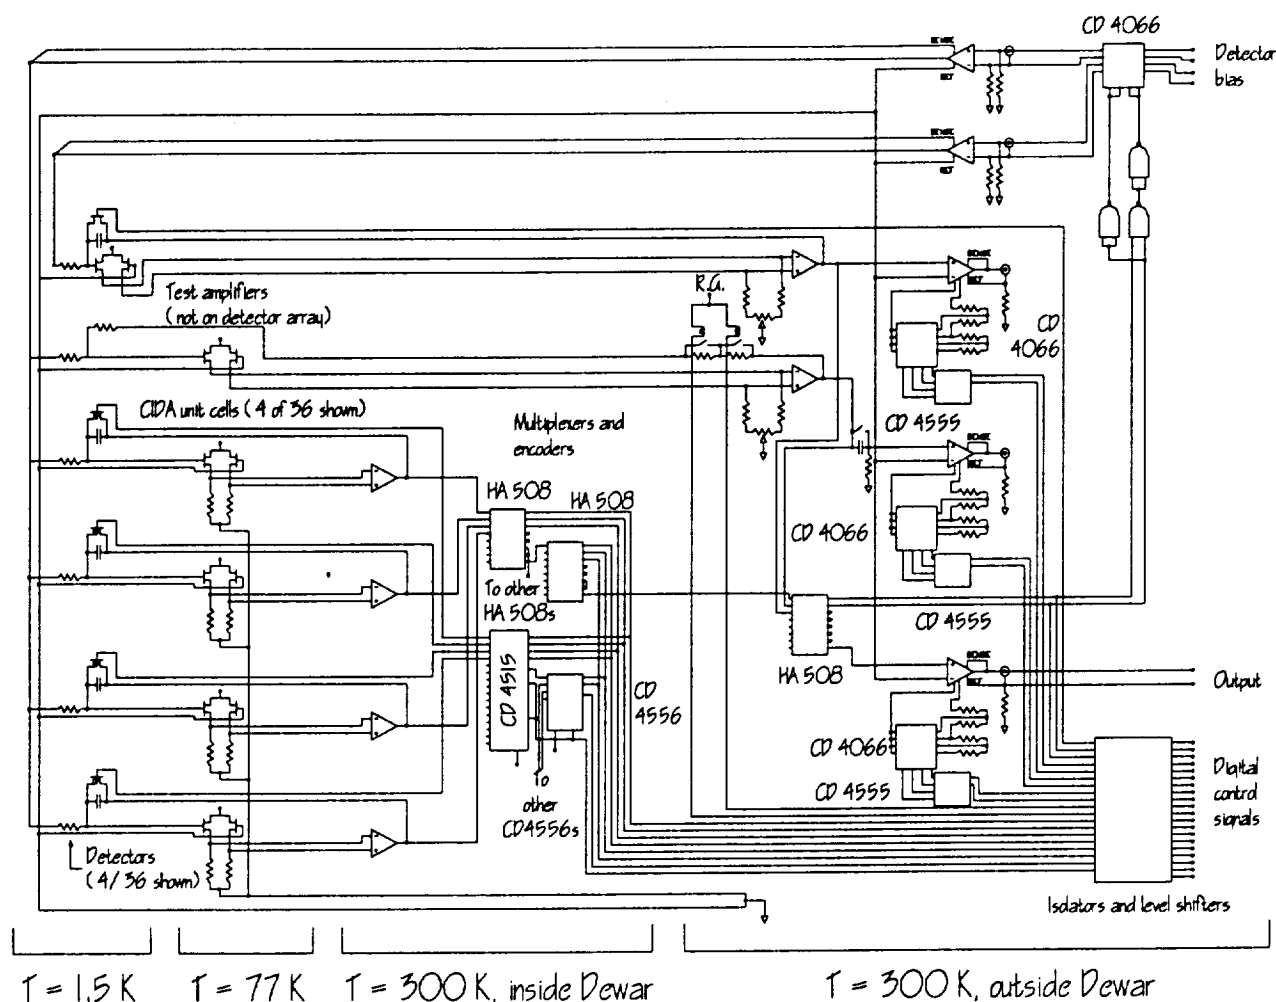 CD 4066
Detector
bias
Test amplifiers
(not on detector array)
R.G.
CD
4066
CIDA unit cells (4 of 36 shown)
Multiplexers and
encoders
CD 4555
HA 508
HA 508
CD 4066
To other
HA 508s
CD 4555
CD 4515
HA 508
CD
4556
Output
CD 4066
To
other
CD4556s
CD 4555
Digital
control
signals
Detectors
(4/36 shown)
Isolators and level shifters
T = 1.5 K
T = 77 K
T = 300 K, inside Dewar
T = 300 K, outside Dewar